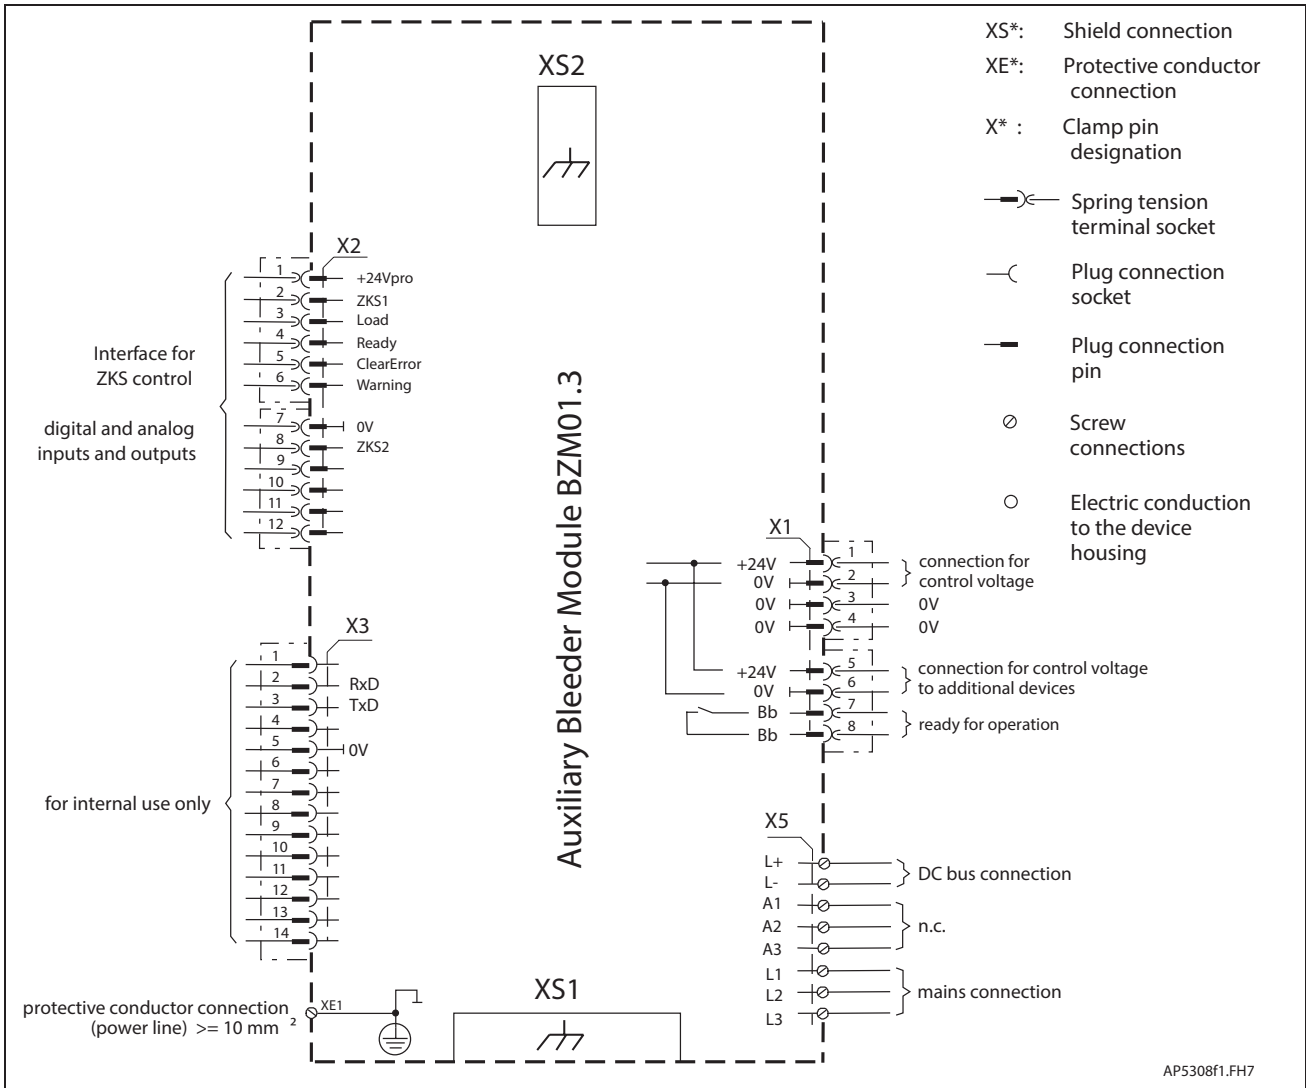 XS2
XS*: Shield connection
XE*: Protective conductor
connection
X* : Clamp pin
designation
Spring tension
terminal socket
Plug connection
socket
Plug connection
pin
Screw
connections
Electric conduction
to the device
housing
X2
1 +24Vpro
2 ZKS1
3 Load
4 Ready
5 ClearError
6 Warning
7 0V
8 ZKS2
9
10
11
12
Interface for
ZKS control
digital and analog
inputs and outputs
Auxiliary Bleeder Module BZM01.3
X3
1
2 RxD
3 TxD
4
5 0V
6
7
8
9
10
11
12
13
14
for internal use only
X1
+24V 1
0V 2
0V 3 0V
0V 4 0V
connection for
control voltage
+24V 5
0V 6
Bb 7
Bb 8
connection for control voltage
to additional devices
ready for operation
X5
L+
L-
DC bus connection
A1
A2
A3
n.c.
L1
L2
L3
mains connection
protective conductor connection
(power line) >= 10 mm 2
XE1
XS1
AP5308f1.FH7